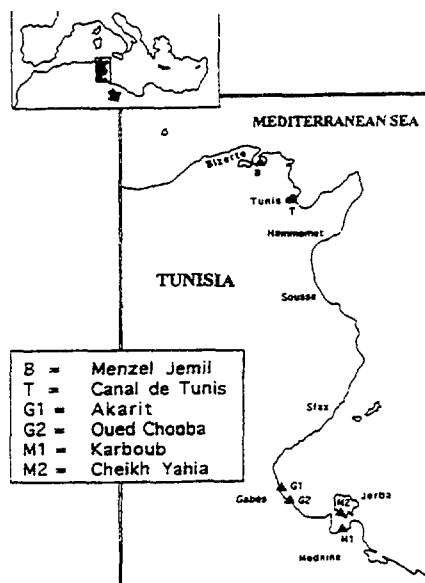 MEDITERRANEAN SEA
Bizerte
B
Tunis
T
Hammamet
TUNISIA
Sousse
B = Menzel Jemil
T = Canal de Tunis
G1 = Akarit
G2 = Oued Chooba
M1 = Karboub
M2 = Cheikh Yahia
Sfax
G1
Gabes
G2
M2
Jerba
M1
Mednine